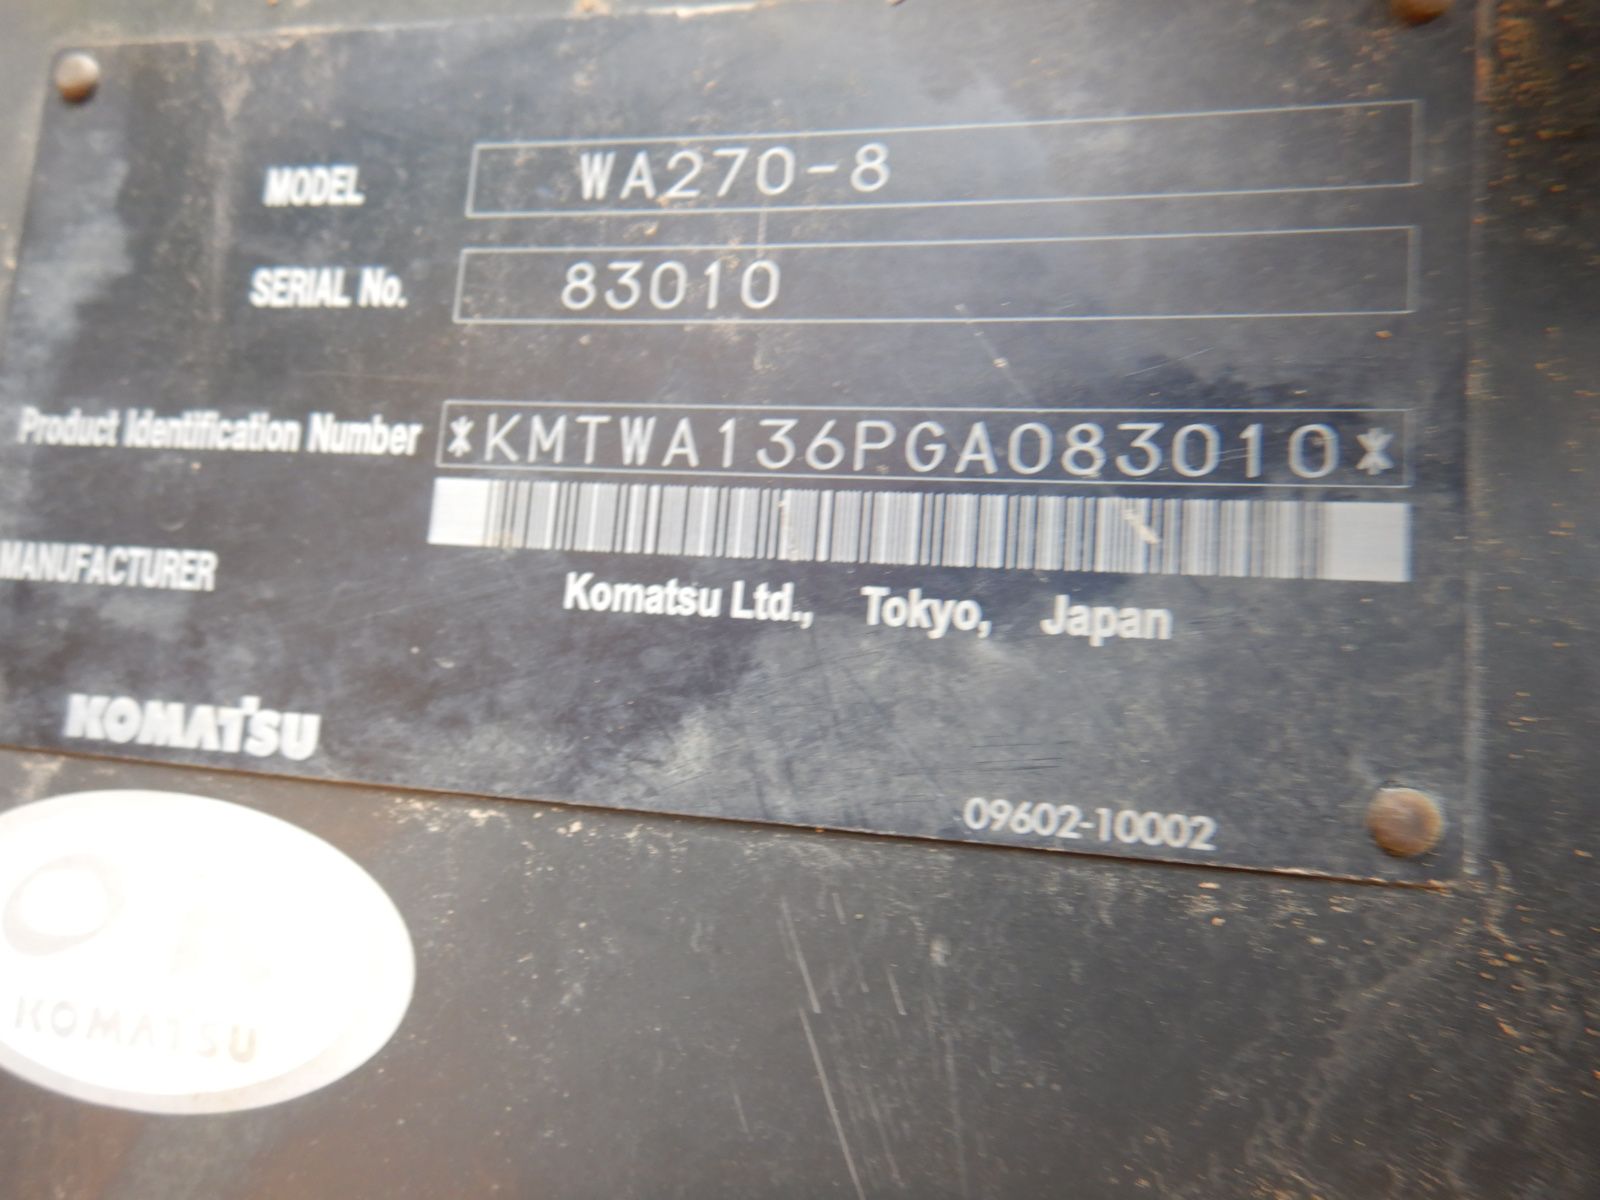 MODEL WA270-8
SERIAL No. 83010
Product Identification Number *KMTWA136PGA083010*
MANUFACTURER
Komatsu Ltd., Tokyo, Japan
KOMATSU
09602-10002
KOMATSU